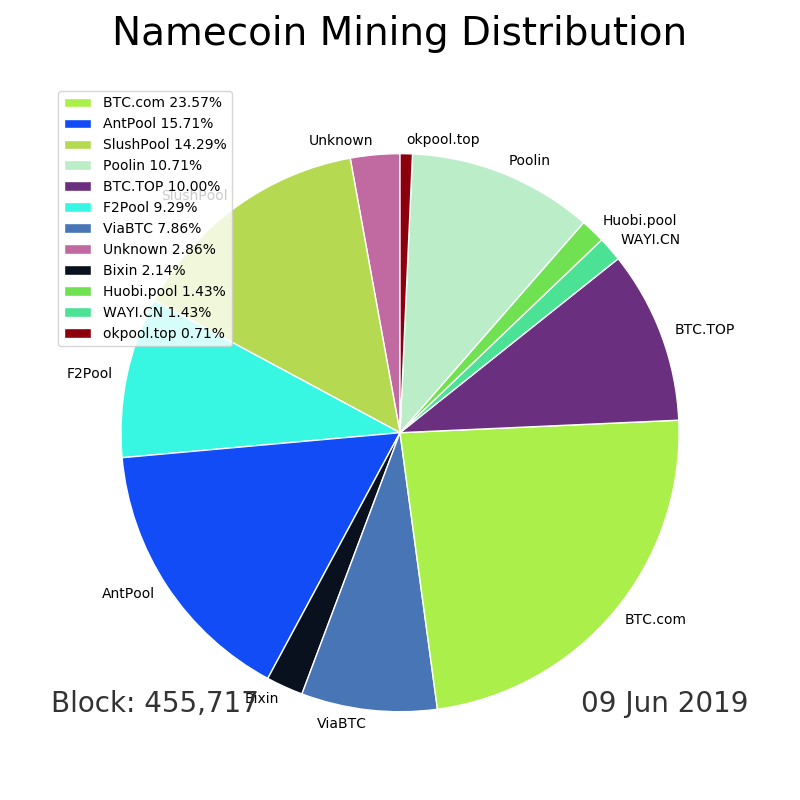 Namecoin Mining Distribution
BTC.com 23.57%
AntPool 15.71%
SlushPool 14.29%
Poolin 10.71%
BTC.TOP 10.00%
F2Pool 9.29%
ViaBTC 7.86%
Unknown 2.86%
Bixin 2.14%
Huobi.pool 1.43%
WAYI.CN 1.43%
okpool.top 0.71%
Unknown
okpool.top
Poolin
SlushPool
Huobi.pool
WAYI.CN
BTC.TOP
F2Pool
AntPool
BTC.com
Bixin
ViaBTC
Block: 455,717
09 Jun 2019